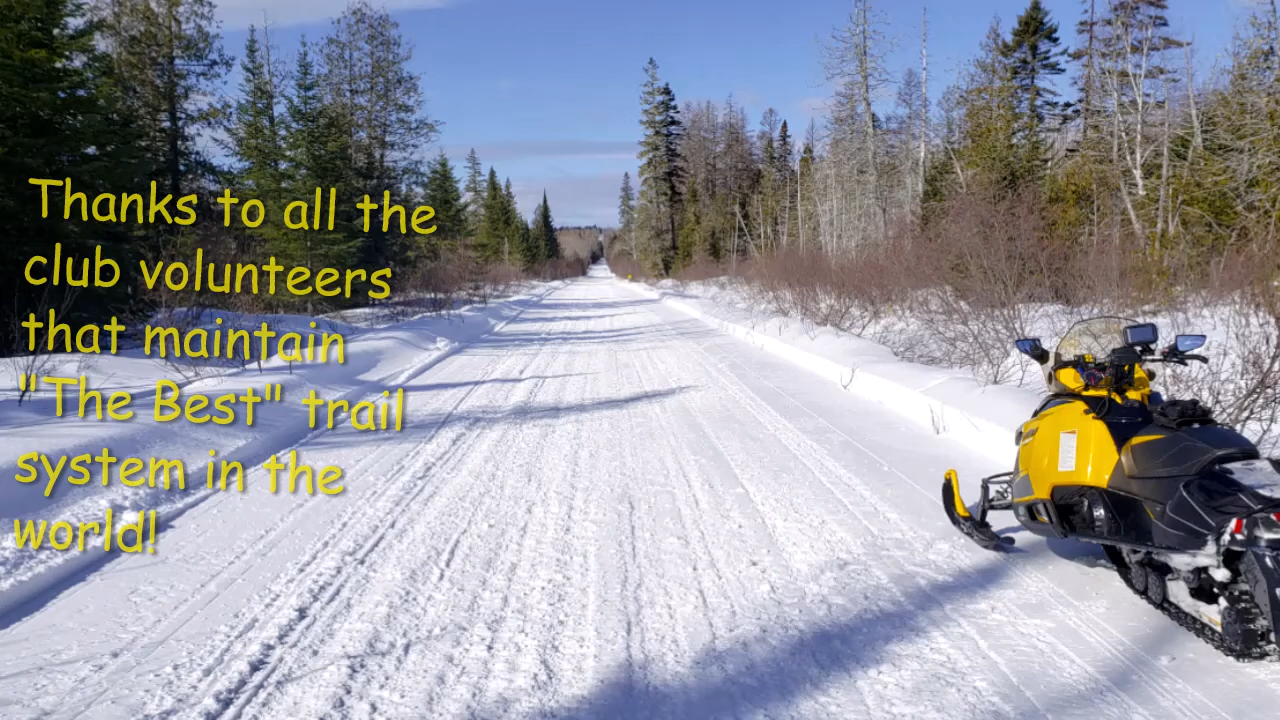 Thanks to all the
club volunteers
that maintain
"The Best" trail
system in the
world!